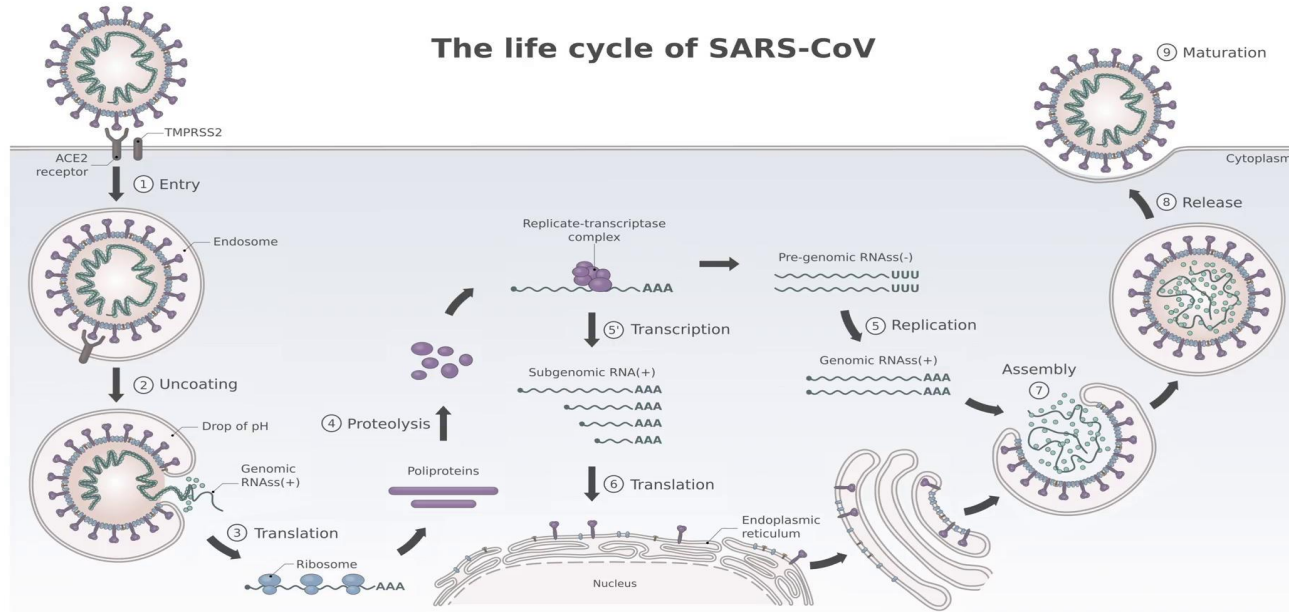 The life cycle of SARS-CoV
TMPRSS2
ACE2
receptor
① Entry
Endosome
② Uncoating
Drop of pH
Genomic
RNAss(+)
③ Translation
Ribosome
AAA
Poliproteins
④ Proteolysis
Replicate-transcriptase
complex
AAA
5' Transcription
Subgenomic RNA(+)
AAA
AAA
AAA
AAA
⑥ Translation
Endoplasmic
reticulum
Nucleus
Pre-genomic RNAss(-)
UUU
UUU
⑤ Replication
Genomic RNAss(+)
AAA
AAA
Assembly
⑦
⑧ Release
Cytoplasm
⑨ Maturation